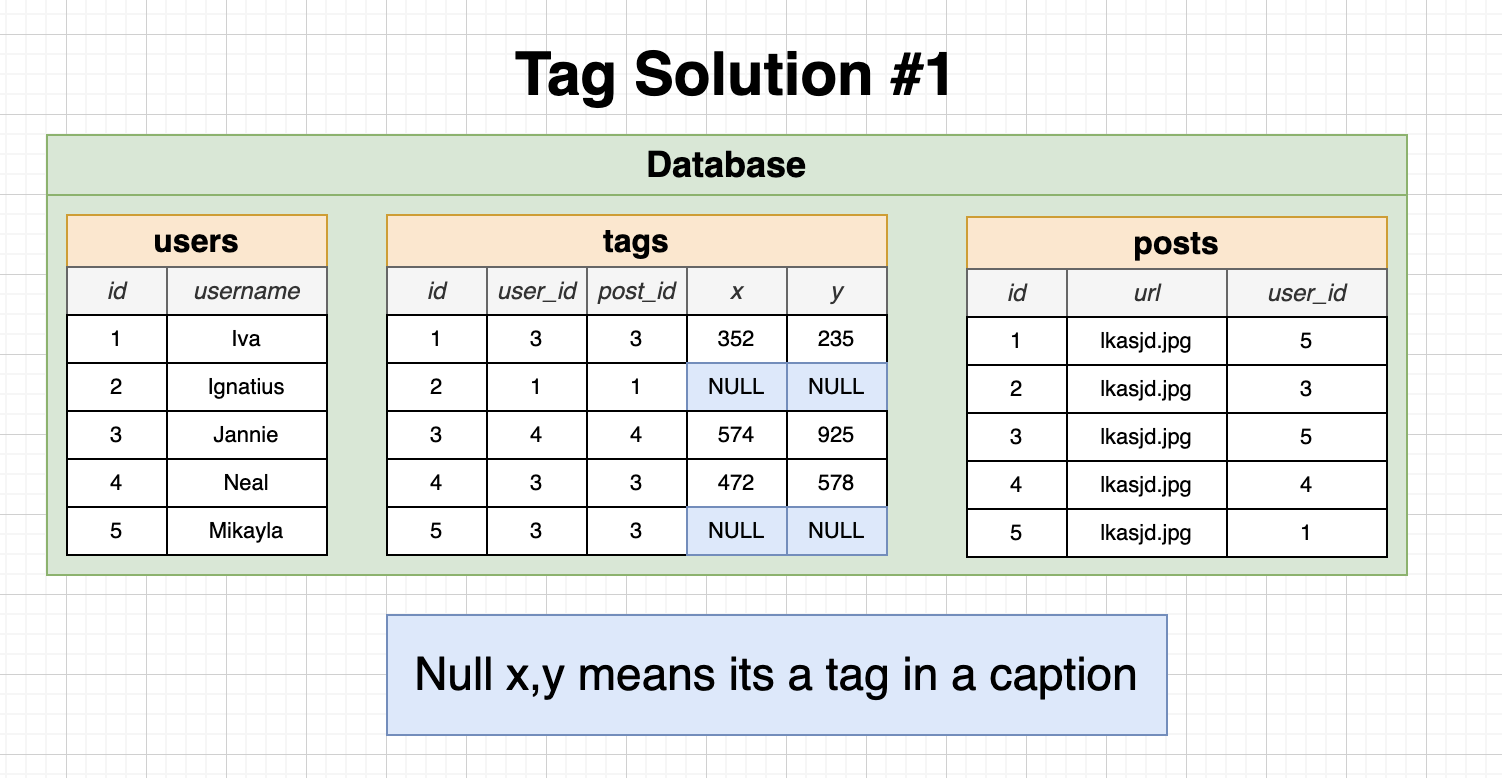 Tag Solution #1
Database
users
id username
1 Iva
2 Ignatius
3 Jannie
4 Neal
5 Mikayla
tags
id user_id post_id x y
1 3 3 352 235
2 1 1 NULL NULL
3 4 4 574 925
4 3 3 472 578
5 3 3 NULL NULL
posts
id url user_id
1 lkasjd.jpg 5
2 lkasjd.jpg 3
3 lkasjd.jpg 5
4 lkasjd.jpg 4
5 lkasjd.jpg 1
Null x,y means its a tag in a caption